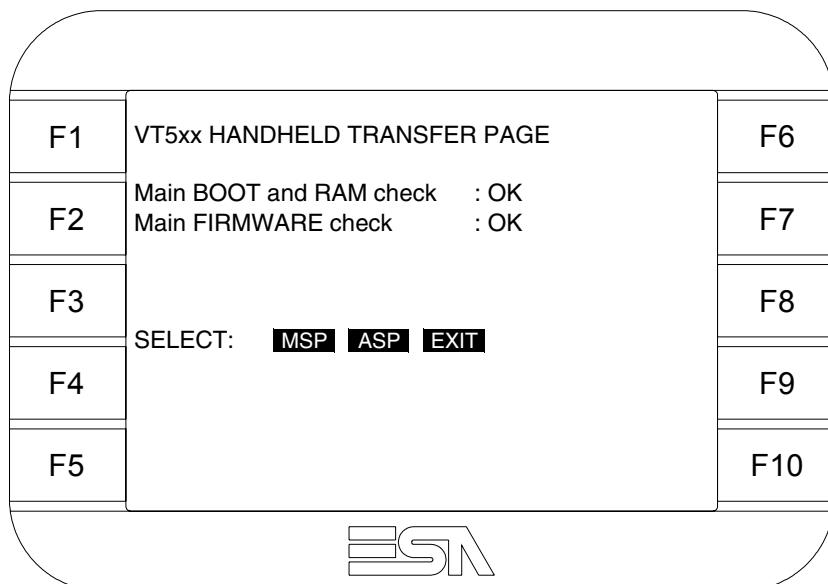 VT5xx HANDHELD TRANSFER PAGE
Main BOOT and RAM check : OK
Main FIRMWARE check : OK
SELECT: MSP ASP EXIT
F1
F2
F3
F4
F5
F6
F7
F8
F9
F10
ESA